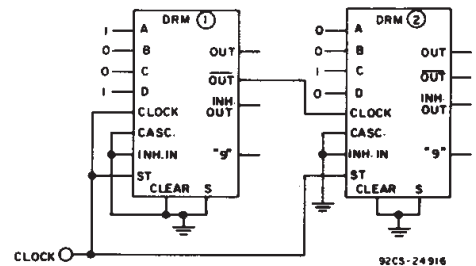 DRM 1
1 A
0 B
0 C
1 D
CLOCK
CASC.
INH. IN
ST
CLEAR S
OUT
OUT
INH. OUT
"9"
DRM 2
0 A
0 B
1 C
0 D
CLOCK
CASC.
INH. IN
ST
CLEAR S
OUT
OUT
INH. OUT
"9"
CLOCK
92CS-24916